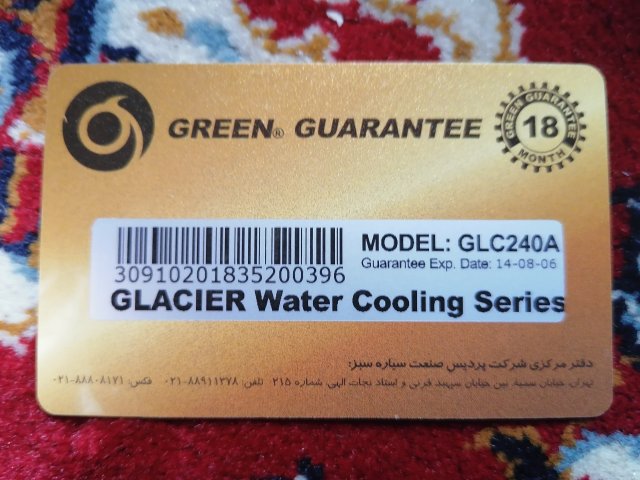 GREEN® GUARANTEE
GREEN GUARANTEE
18
MONTH
MODEL: GLC240A
Guarantee Exp. Date: 14-08-06
30910201835200396
GLACIER Water Cooling Series
دفتر مرکزی شرکت پردیس صنعت سیاره سبز:
تهران، خیابان سمیه، بین خیابان سپهبد قرنی و استاد نجات الهی، شماره ۲۱۵ تلفن: ۸۸۹۱۱۳۷۸-۰۲۱ فکس: ۸۸۸۰۸۱۷۱-۰۲۱